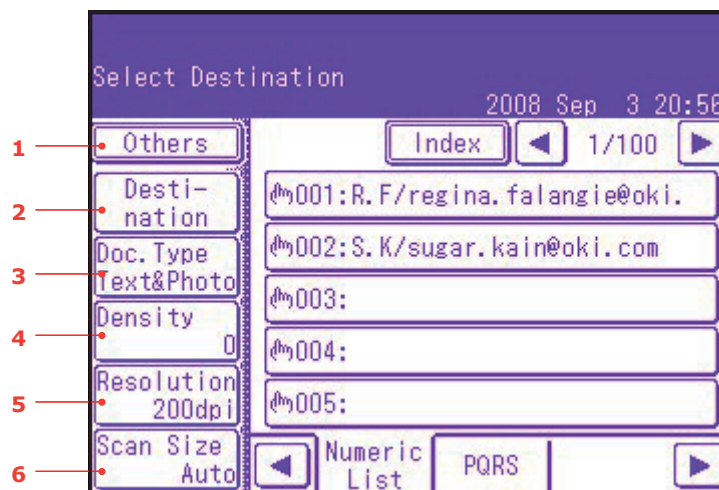 Select Destination
2008 Sep 3 20:56
1 Others
Index 1/100
2 Desti-
nation
001:R.F/regina.falangie@oki.
3 Doc.Type
Text&Photo
002:S.K/sugar.kain@oki.com
003:
4 Density
0
004:
5 Resolution
200dpi
005:
6 Scan Size
Auto
Numeric
List
PQRS